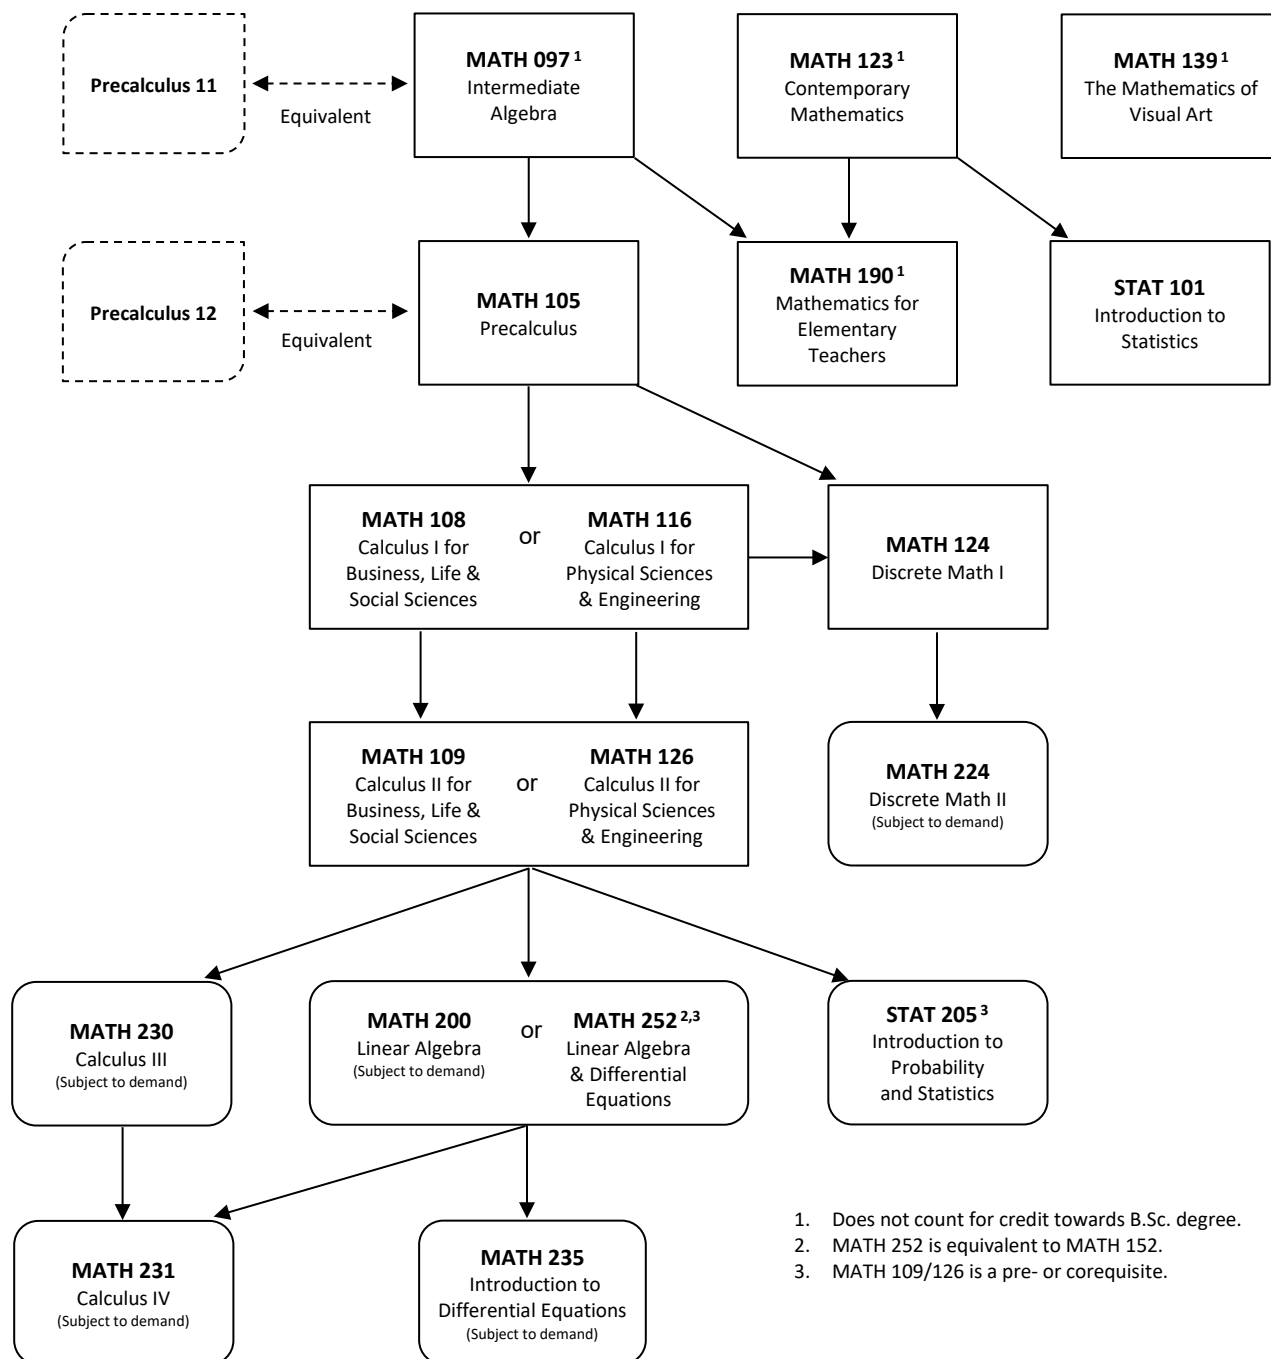 Precalculus 11
Equivalent
MATH 097 1
Intermediate
Algebra
MATH 123 1
Contemporary
Mathematics
MATH 139 1
The Mathematics of
Visual Art
Precalculus 12
Equivalent
MATH 105
Precalculus
MATH 190 1
Mathematics for
Elementary
Teachers
STAT 101
Introduction to
Statistics
MATH 108
Calculus I for
Business, Life &
Social Sciences
or
MATH 116
Calculus I for
Physical Sciences
& Engineering
MATH 124
Discrete Math I
MATH 109
Calculus II for
Business, Life &
Social Sciences
or
MATH 126
Calculus II for
Physical Sciences
& Engineering
MATH 224
Discrete Math II
(Subject to demand)
MATH 230
Calculus III
(Subject to demand)
MATH 200
Linear Algebra
(Subject to demand)
or
MATH 252 2,3
Linear Algebra
& Differential
Equations
STAT 205 3
Introduction to
Probability
and Statistics
MATH 231
Calculus IV
(Subject to demand)
MATH 235
Introduction to
Differential Equations
(Subject to demand)
1. Does not count for credit towards B.Sc. degree.
2. MATH 252 is equivalent to MATH 152.
3. MATH 109/126 is a pre- or corequisite.